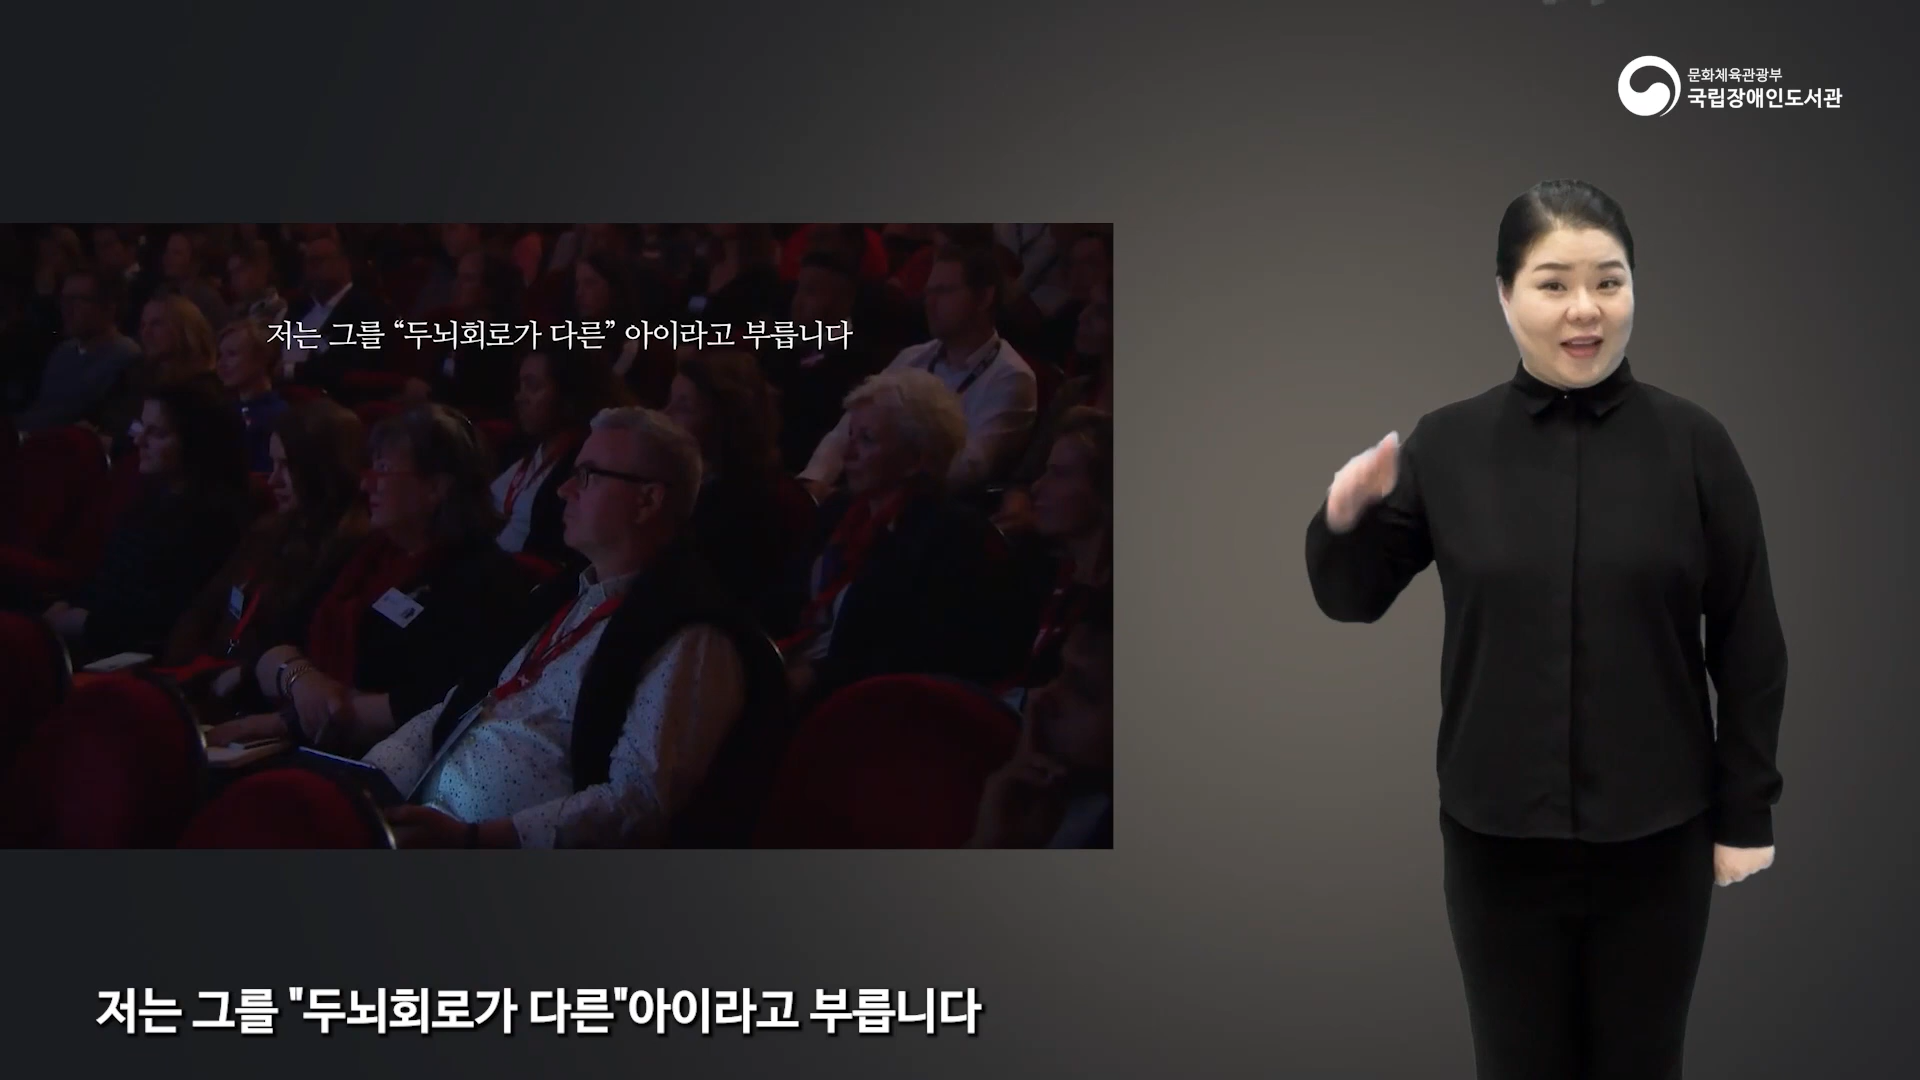 문화체육관광부
국립장애인도서관
저는 그를 “두뇌회로가 다른” 아이라고 부릅니다
저는 그를 "두뇌회로가 다른"아이라고 부릅니다